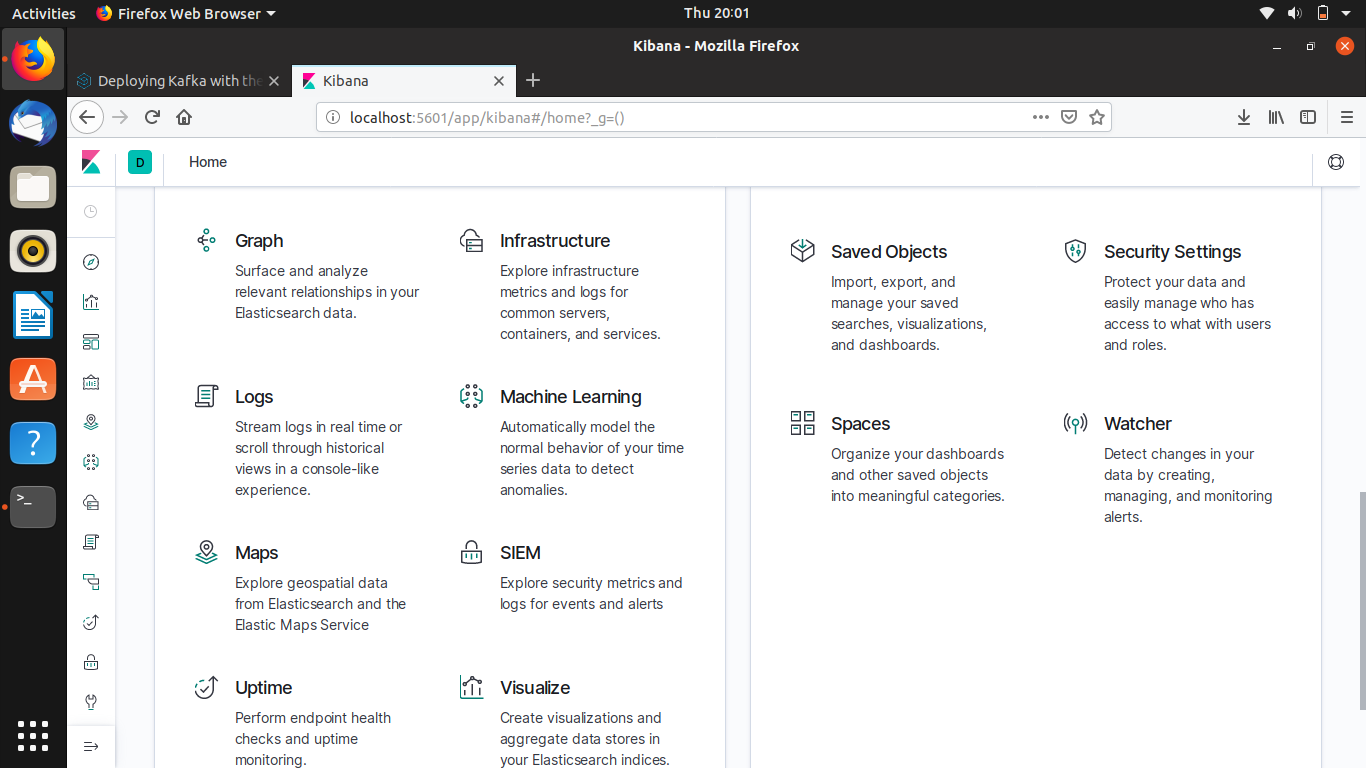 Activities
Firefox Web Browser
Thu 20:01
Kibana - Mozilla Firefox
Deploying Kafka with the
Kibana
localhost:5601/app/kibana#/home?_g=()
D
Home
Graph
Surface and analyze
relevant relationships in your
Elasticsearch data.
Infrastructure
Explore infrastructure
metrics and logs for
common servers,
containers, and services.
Logs
Stream logs in real time or
scroll through historical
views in a console-like
experience.
Machine Learning
Automatically model the
normal behavior of your time
series data to detect
anomalies.
Maps
Explore geospatial data
from Elasticsearch and the
Elastic Maps Service
SIEM
Explore security metrics and
logs for events and alerts
Uptime
Perform endpoint health
checks and uptime
monitoring.
Visualize
Create visualizations and
aggregate data stores in
your Elasticsearch indices.
Saved Objects
Import, export, and
manage your saved
searches, visualizations,
and dashboards.
Security Settings
Protect your data and
easily manage who has
access to what with users
and roles.
Spaces
Organize your dashboards
and other saved objects
into meaningful categories.
Watcher
Detect changes in your
data by creating,
managing, and monitoring
alerts.